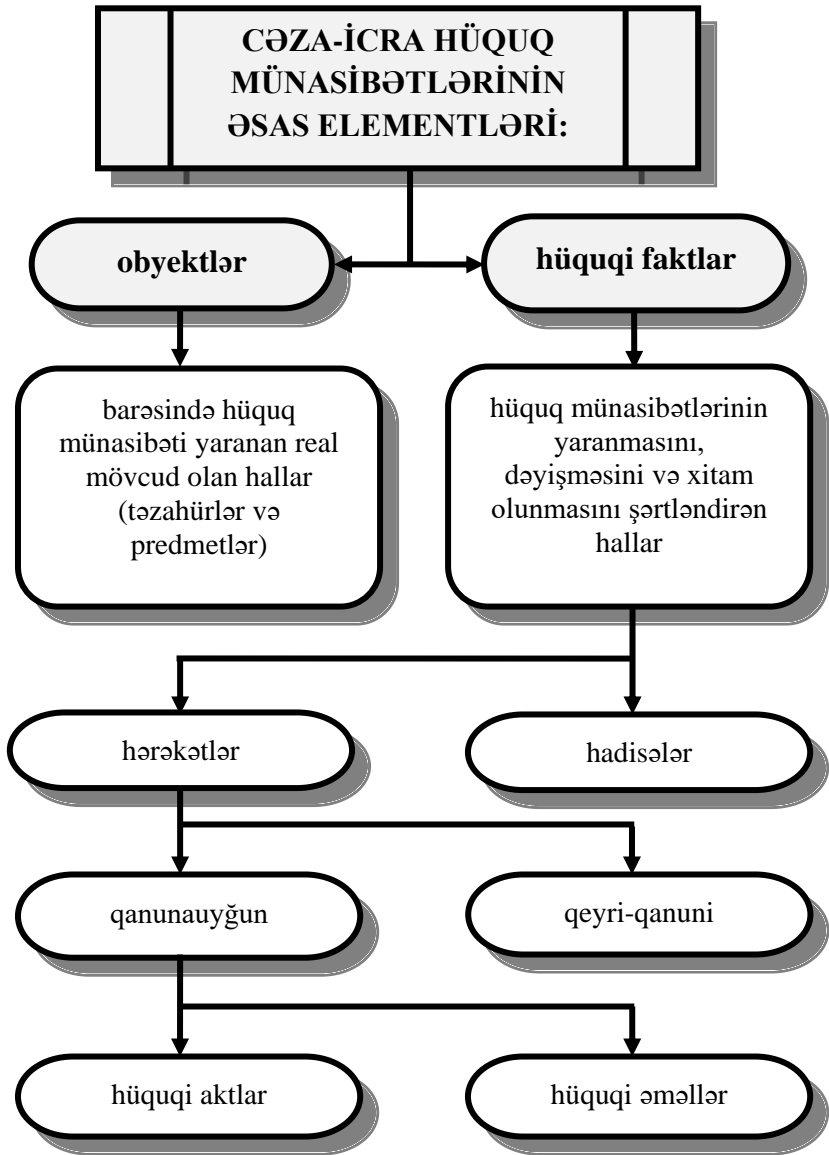 CƏZA-İCRA HÜQUQ
MÜNASİBƏTLƏRİNİN
ƏSAS ELEMENTLƏRİ:
obyektlər
hüquqi faktlar
barəsində hüquq
münasibəti yaranan real
mövcud olan hallar
(təzahürlər və
predmetlər)
hüquq münasibətlərinin
yaranmasını,
dəyişməsini və xitam
olunmasını şərtləndirən
hallar
hərəkətlər
hadisələr
qanunauyğun
qeyri-qanuni
hüquqi aktlar
hüquqi əməllər